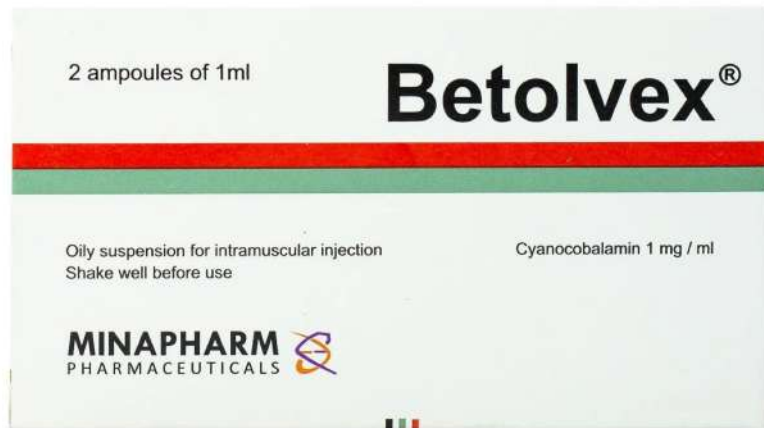 2 ampoules of 1ml
Betolvex®
Oily suspension for intramuscular injection
Shake well before use
Cyanocobalamin 1 mg / ml
MINAPHARM
PHARMACEUTICALS